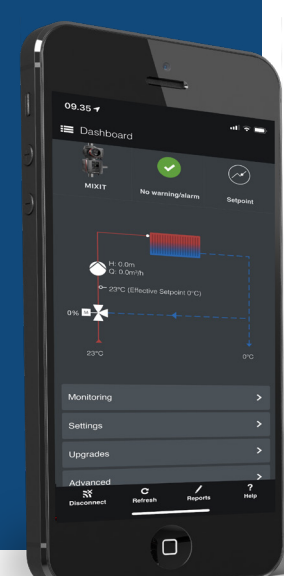 09.35
Dashboard
MIXIT
No warning/alarm
Setpoint
H: 0.0m
Q: 0.0m³/h
23°C (Effective Setpoint 0°C)
0% M
23°C
0°C
Monitoring
Settings
Upgrades
Advanced
Disconnect
Refresh
Reports
Help